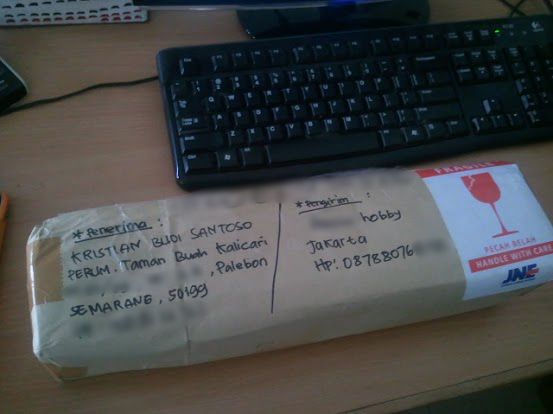 *Penerima :
KRISTIAN BUDI SANTOSO
PERUM. Taman Buah Kalicari
, Palebon
SEMARANG, 50199
*Pengirim :
hobby
Jakarta
HP. 08788076
FRAGILE
PECAH BELAH
HANDLE WITH CARE
JNE